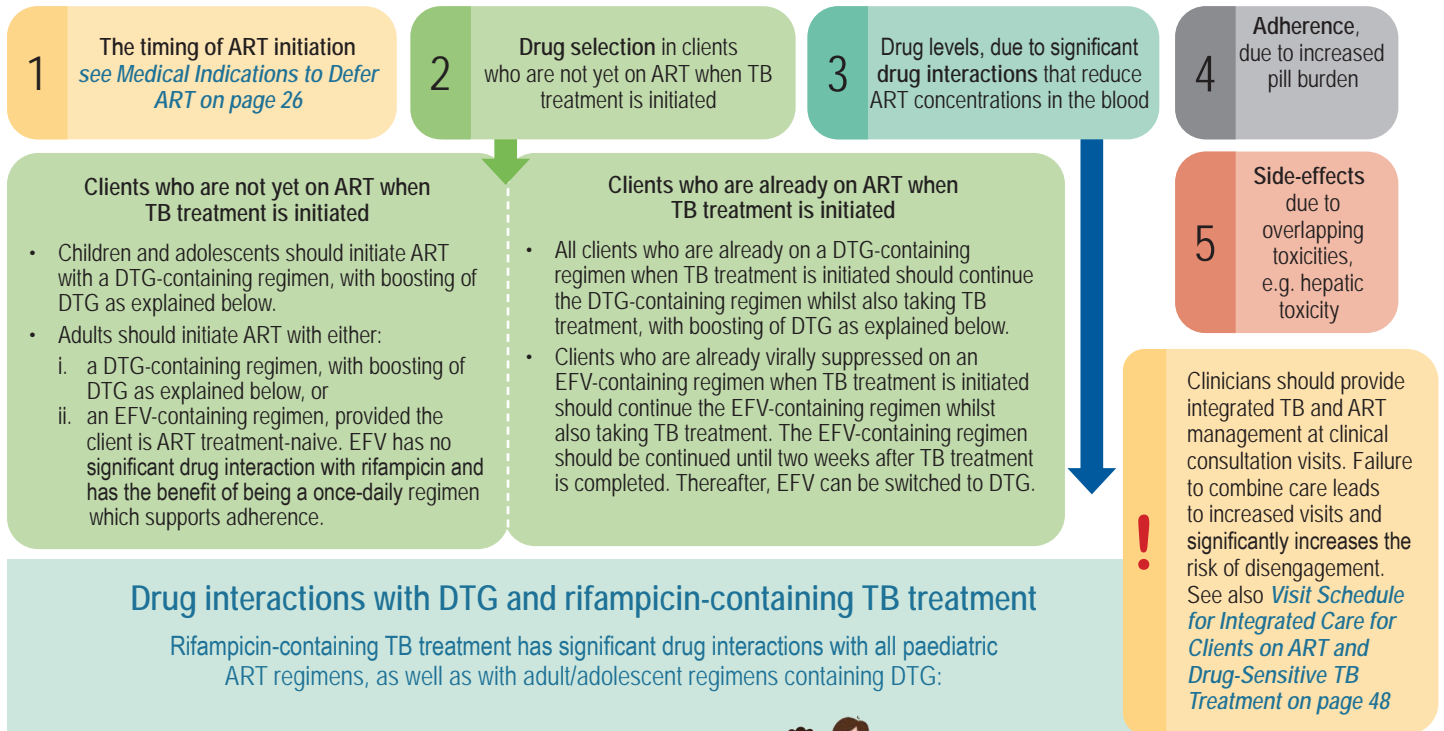 1
The timing of ART initiation
see Medical Indications to Defer
ART on page 26
2
Drug selection in clients
who are not yet on ART when TB
treatment is initiated
3
Drug levels, due to significant
drug interactions that reduce
ART concentrations in the blood
4
Adherence,
due to increased
pill burden
Clients who are not yet on ART when
TB treatment is initiated
• Children and adolescents should initiate ART
with a DTG-containing regimen, with boosting of
DTG as explained below.
• Adults should initiate ART with either:
i. a DTG-containing regimen, with boosting of
DTG as explained below, or
ii. an EFV-containing regimen, provided the
client is ART treatment-naive. EFV has no
significant drug interaction with rifampicin and
has the benefit of being a once-daily regimen
which supports adherence.
Clients who are already on ART when
TB treatment is initiated
• All clients who are already on a DTG-containing
regimen when TB treatment is initiated should continue
the DTG-containing regimen whilst also taking TB
treatment, with boosting of DTG as explained below.
• Clients who are already virally suppressed on an
EFV-containing regimen when TB treatment is initiated
should continue the EFV-containing regimen whilst
also taking TB treatment. The EFV-containing regimen
should be continued until two weeks after TB treatment
is completed. Thereafter, EFV can be switched to DTG.
5
Side-effects
due to
overlapping
toxicities,
e.g. hepatic
toxicity
!
Clinicians should provide
integrated TB and ART
management at clinical
consultation visits. Failure
to combine care leads
to increased visits and
significantly increases the
risk of disengagement.
See also Visit Schedule
for Integrated Care for
Clients on ART and
Drug-Sensitive TB
Treatment on page 48
Drug interactions with DTG and rifampicin-containing TB treatment
Rifampicin-containing TB treatment has significant drug interactions with all paediatric
ART regimens, as well as with adult/adolescent regimens containing DTG: